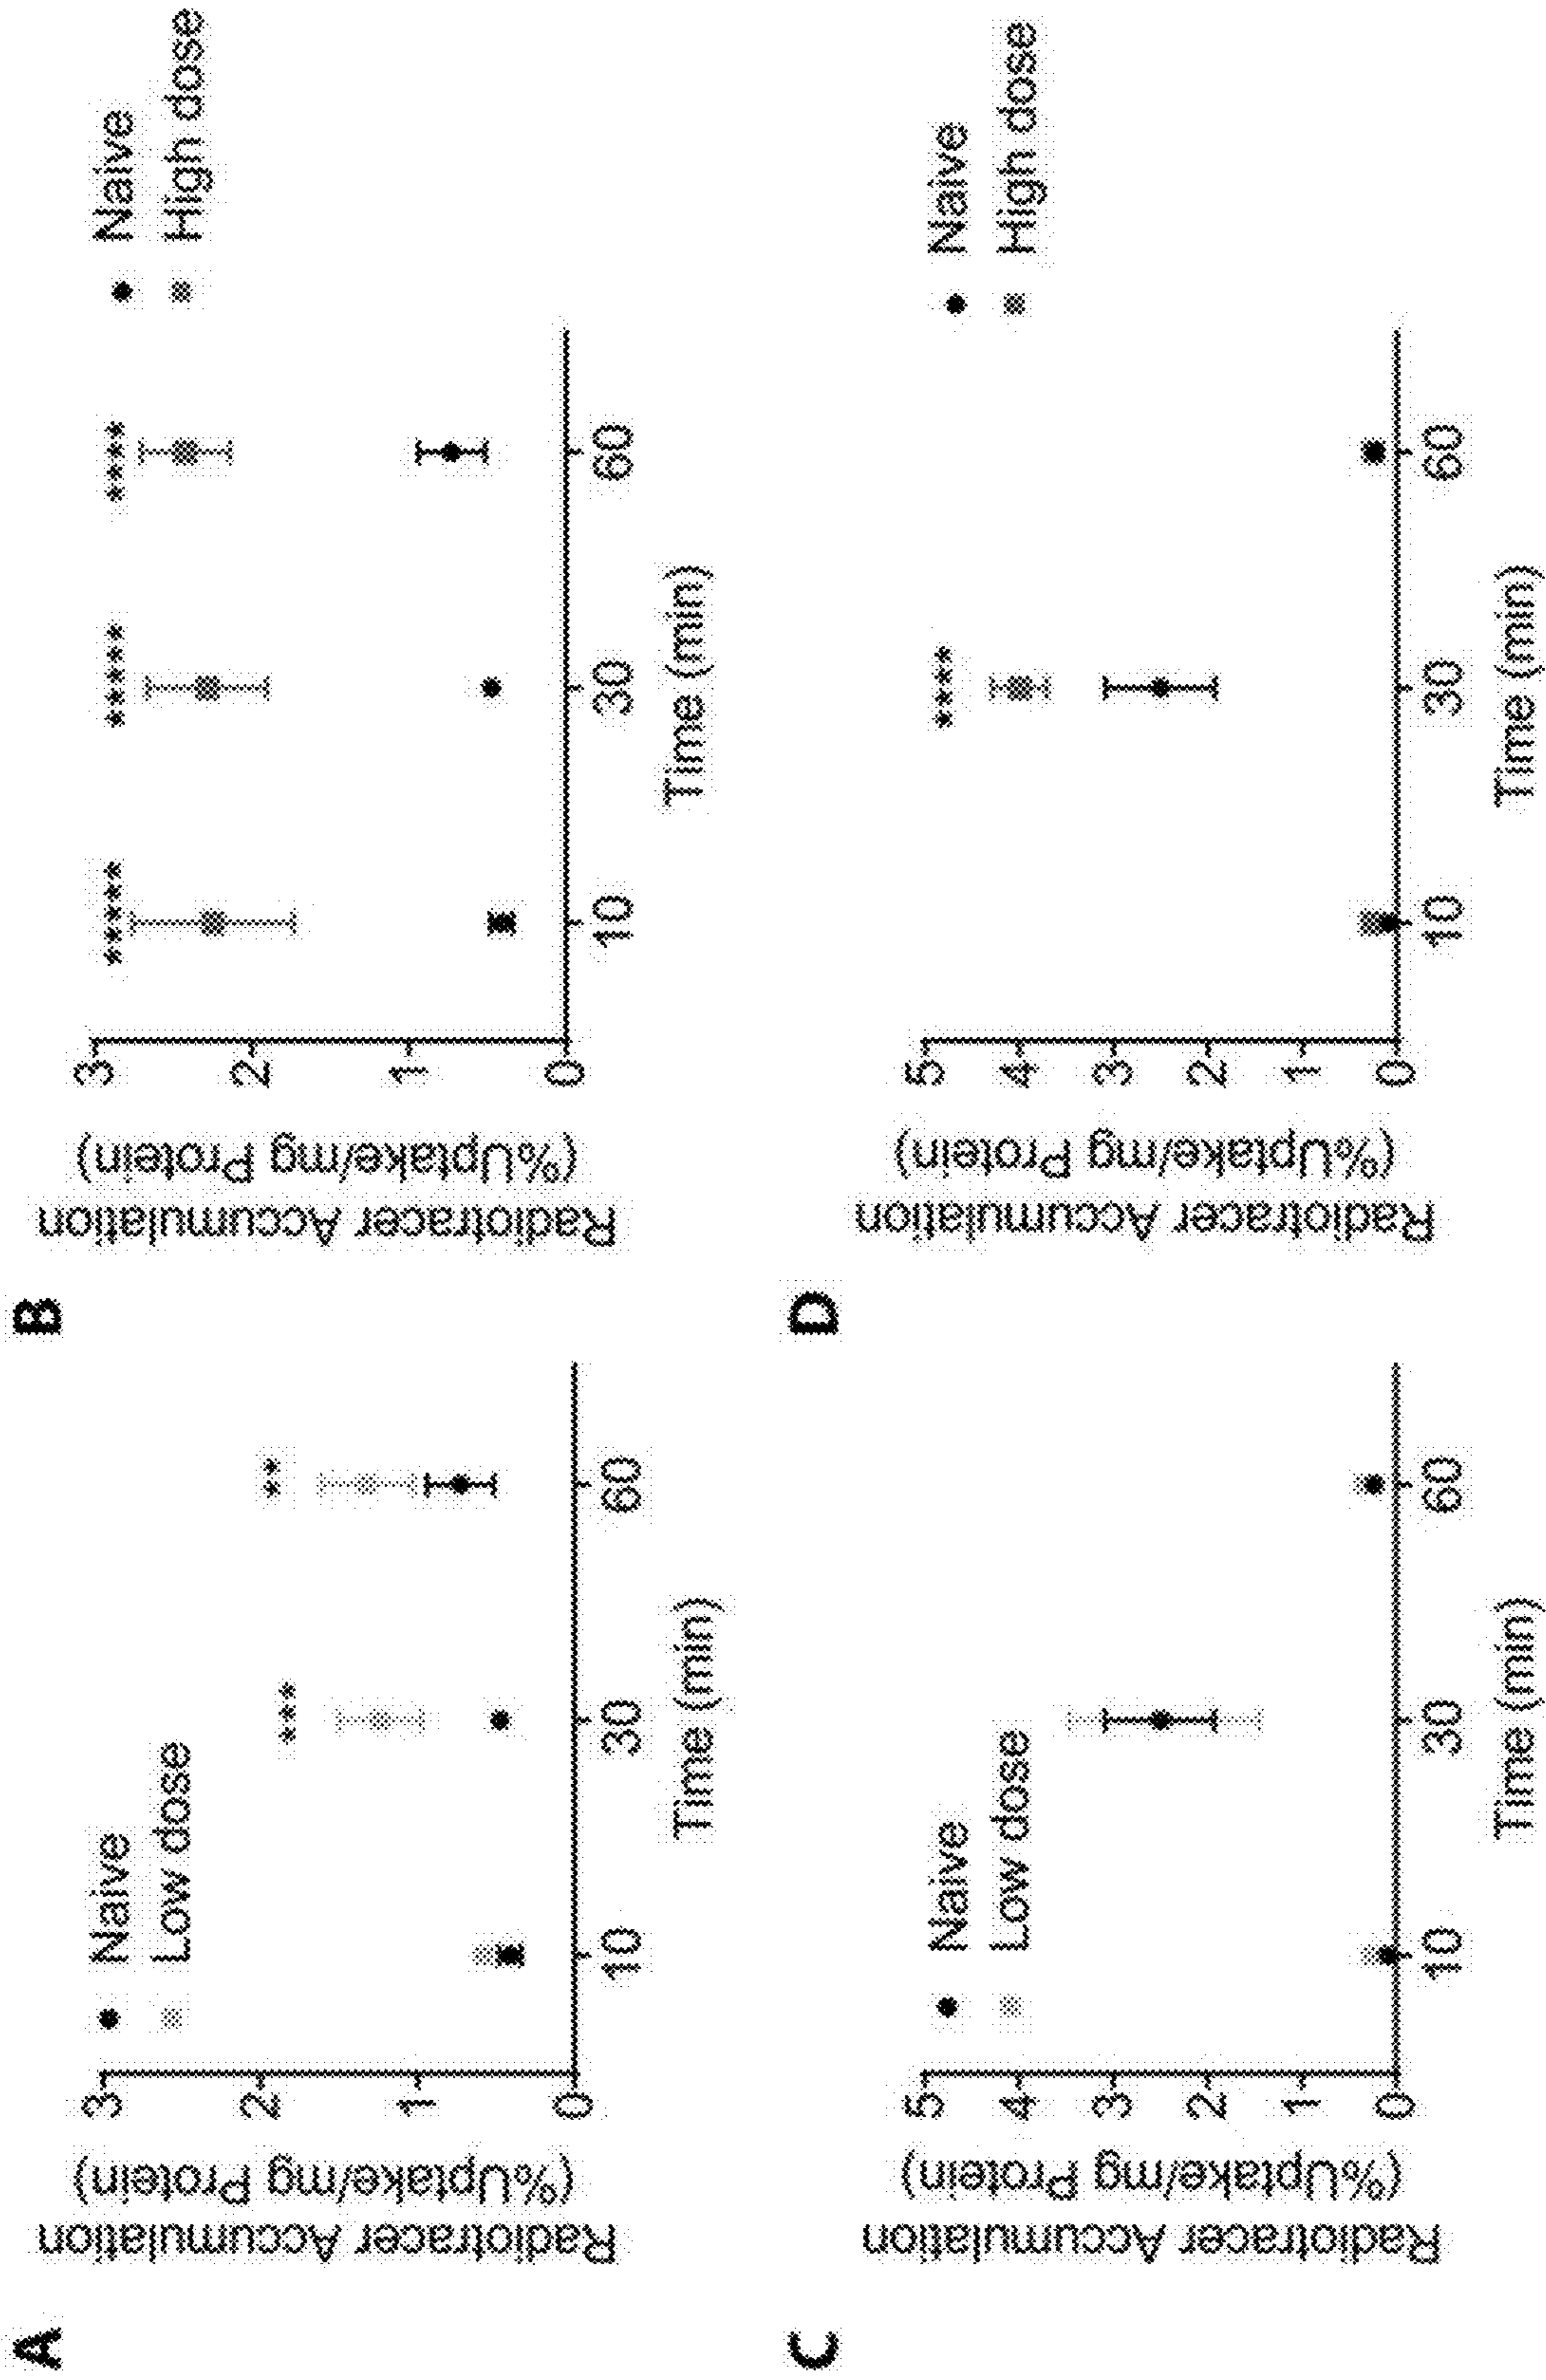 A
Radiotracer Accumulation
(%Uptake/mg Protein)
3
2
1
0
Naive
Low dose
***
**
10
30
60
Time (min)
B
Radiotracer Accumulation
(%Uptake/mg Protein)
3
2
1
0
*****
*****
****
Naive
High dose
10
30
60
Time (min)
C
Radiotracer Accumulation
(%Uptake/mg Protein)
5
4
3
2
1
0
Naive
Low dose
10
30
60
Time (min)
D
Radiotracer Accumulation
(%Uptake/mg Protein)
5
4
3
2
1
0
****
Naive
High dose
10
30
60
Time (min)